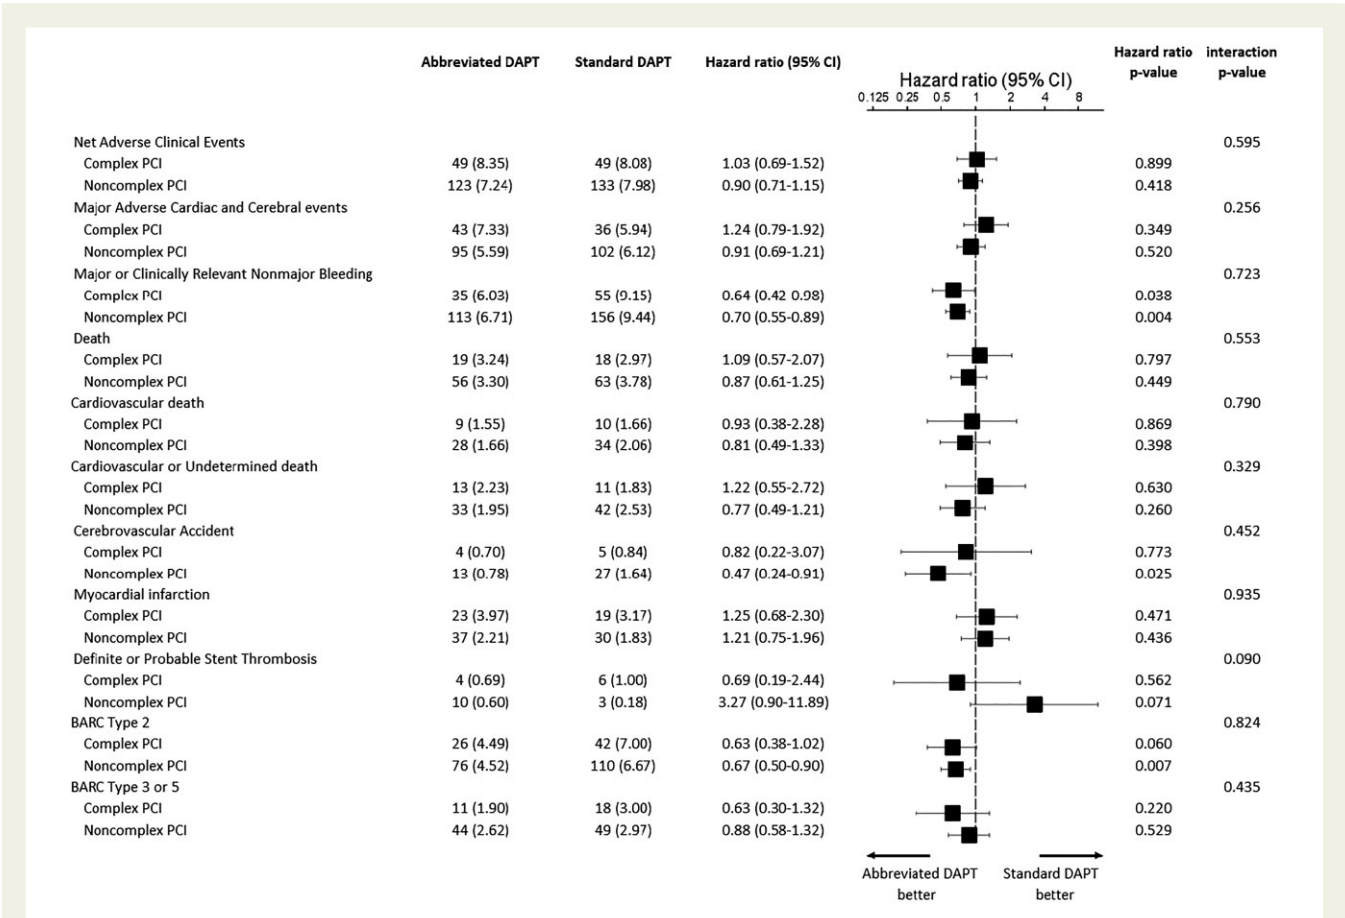 Abbreviated DAPT Standard DAPT Hazard ratio (95% CI) Hazard ratio p-value interaction p-value
Hazard ratio (95% CI)
0.125 0.25 0.5 1 2 4 8
Net Adverse Clinical Events 0.595
Complex PCI 49 (8.35) 49 (8.08) 1.03 (0.69-1.52) 0.899
Noncomplex PCI 123 (7.24) 133 (7.98) 0.90 (0.71-1.15) 0.418
Major Adverse Cardiac and Cerebral events 0.256
Complex PCI 43 (7.33) 36 (5.94) 1.24 (0.79-1.92) 0.349
Noncomplex PCI 95 (5.59) 102 (6.12) 0.91 (0.69-1.21) 0.520
Major or Clinically Relevant Nonmajor Bleeding 0.723
Complex PCI 35 (6.03) 55 (9.15) 0.64 (0.42 0.98) 0.038
Noncomplex PCI 113 (6.71) 156 (9.44) 0.70 (0.55-0.89) 0.004
Death 0.553
Complex PCI 19 (3.24) 18 (2.97) 1.09 (0.57-2.07) 0.797
Noncomplex PCI 56 (3.30) 63 (3.78) 0.87 (0.61-1.25) 0.449
Cardiovascular death 0.790
Complex PCI 9 (1.55) 10 (1.66) 0.93 (0.38-2.28) 0.869
Noncomplex PCI 28 (1.66) 34 (2.06) 0.81 (0.49-1.33) 0.398
Cardiovascular or Undetermined death 0.329
Complex PCI 13 (2.23) 11 (1.83) 1.22 (0.55-2.72) 0.630
Noncomplex PCI 33 (1.95) 42 (2.53) 0.77 (0.49-1.21) 0.260
Cerebrovascular Accident 0.452
Complex PCI 4 (0.70) 5 (0.84) 0.82 (0.22-3.07) 0.773
Noncomplex PCI 13 (0.78) 27 (1.64) 0.47 (0.24-0.91) 0.025
Myocardial infarction 0.935
Complex PCI 23 (3.97) 19 (3.17) 1.25 (0.68-2.30) 0.471
Noncomplex PCI 37 (2.21) 30 (1.83) 1.21 (0.75-1.96) 0.436
Definite or Probable Stent Thrombosis 0.090
Complex PCI 4 (0.69) 6 (1.00) 0.69 (0.19-2.44) 0.562
Noncomplex PCI 10 (0.60) 3 (0.18) 3.27 (0.90-11.89) 0.071
BARC Type 2 0.824
Complex PCI 26 (4.49) 42 (7.00) 0.63 (0.38-1.02) 0.060
Noncomplex PCI 76 (4.52) 110 (6.67) 0.67 (0.50-0.90) 0.007
BARC Type 3 or 5 0.435
Complex PCI 11 (1.90) 18 (3.00) 0.63 (0.30-1.32) 0.220
Noncomplex PCI 44 (2.62) 49 (2.97) 0.88 (0.58-1.32) 0.529
Abbreviated DAPT Standard DAPT
better better